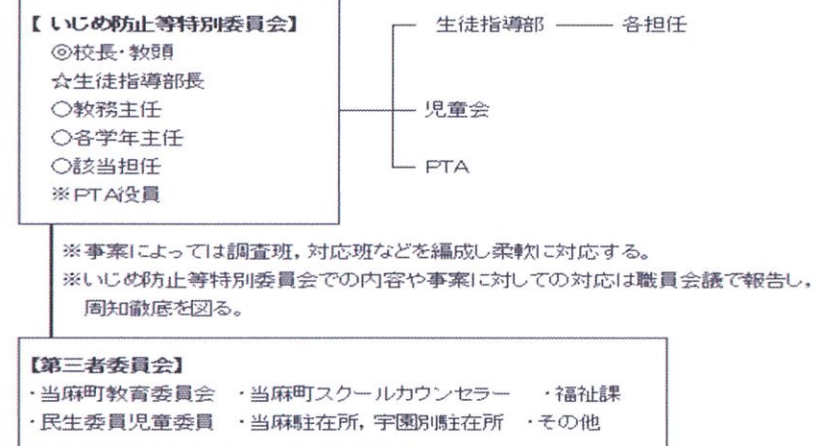 【いじめ防止等特別委員会】
◎校長・教頭
☆生徒指導部長
○教務主任
○各学年主任
○該当担任
※PTA役員
生徒指導部 各担任
児童会
PTA
※事案によっては調査班，対応班などを編成し柔軟に対応する。
※いじめ防止等特別委員会での内容や事案に対しての対応は職員会議で報告し，
周知徹底を図る。
【第三者委員会】
・当麻町教育委員会 ・当麻町スクールカウンセラー ・福祉課
・民生委員児童委員 ・当麻駐在所，宇園別駐在所 ・その他